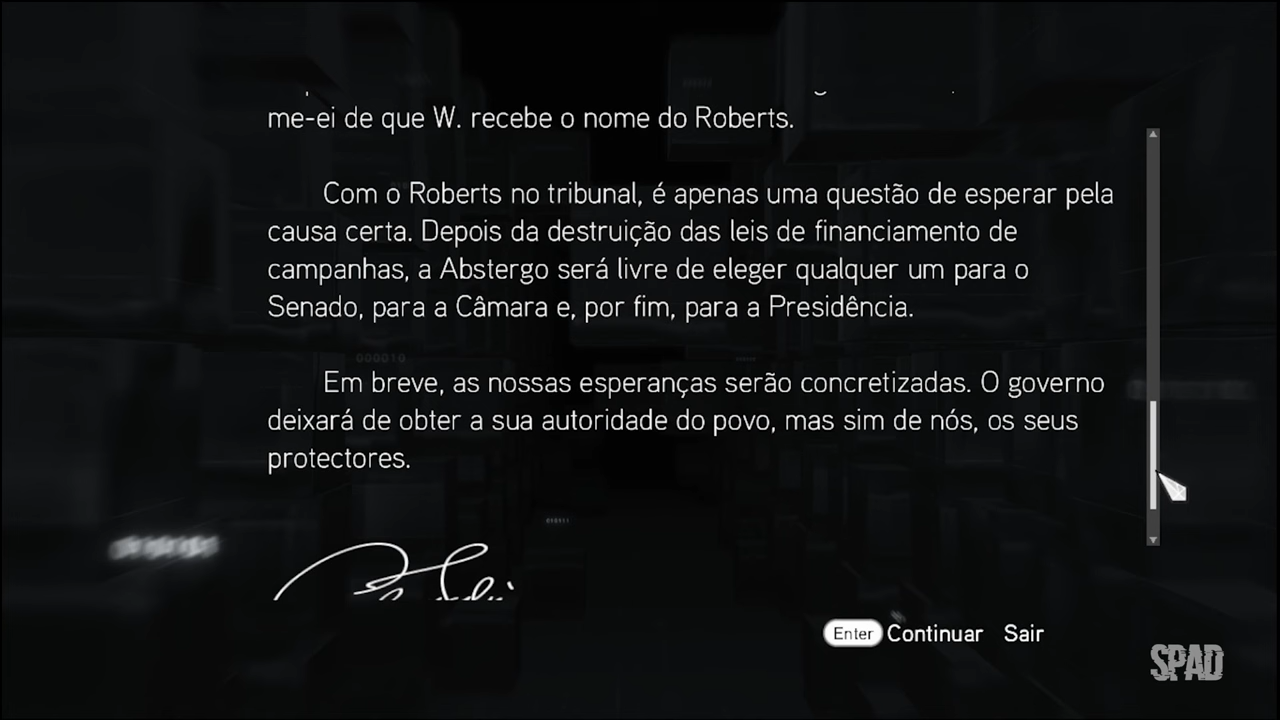 me-ei de que W. recebe o nome do Roberts.
Com o Roberts no tribunal, é apenas uma questão de esperar pela
causa certa. Depois da destruição das leis de financiamento de
campanhas, a Abstergo será livre de eleger qualquer um para o
Senado, para a Câmara e, por fim, para a Presidência.
000010
Em breve, as nossas esperanças serão concretizadas. O governo
deixará de obter a sua autoridade do povo, mas sim de nós, os seus
protectores.
Enter Continuar Sair
SPAD